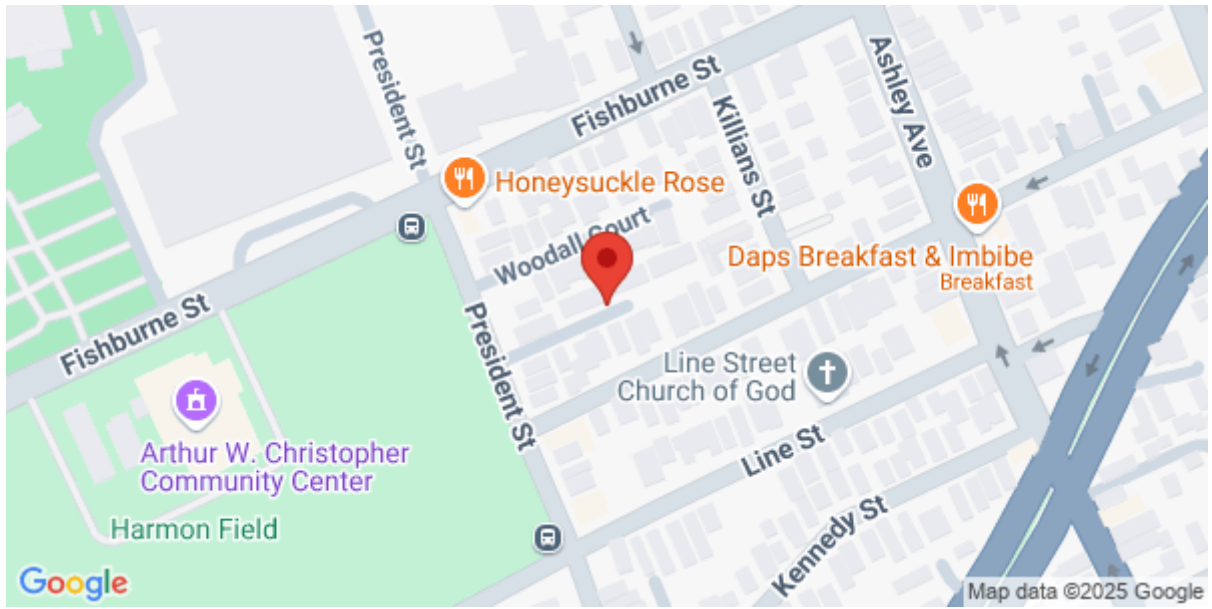 President St
Fishburne St
Ashley Ave
Killians St
Honeysuckle Rose
Woodall Court
Daps Breakfast & Imbibe
Breakfast
Fishburne St
President St
Line Street
Church of God
Arthur W. Christopher
Community Center
Line St
Harmon Field
Kennedy St
Google
Map data ©2025 Google